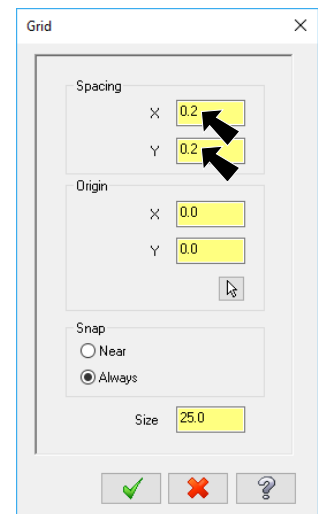 Grid
Spacing
X 0.2
Y 0.2
Origin
X 0.0
Y 0.0
Snap
Near
Always
Size 25.0